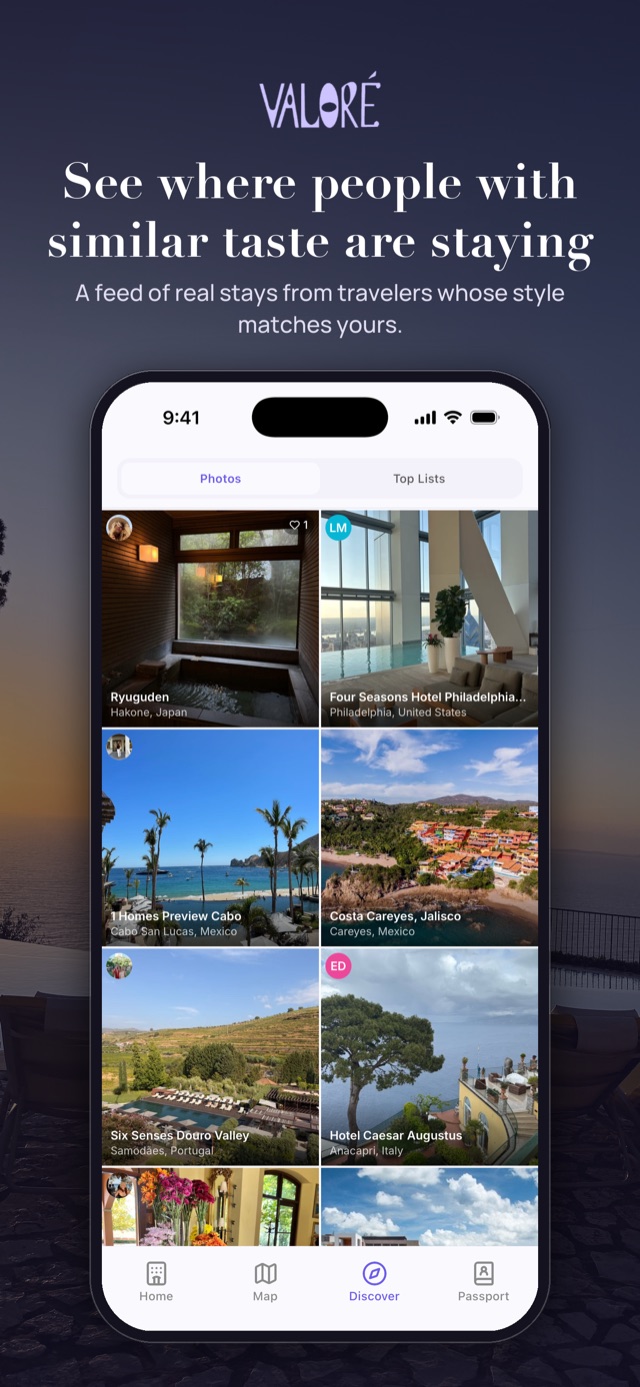 VALORÉ
See where people with
similar taste are staying
A feed of real stays from travelers whose style
matches yours.
9:41
Photos
Top Lists
1
LM
Ryuguden
Hakone, Japan
Four Seasons Hotel Philadelphia...
Philadelphia, United States
1 Homes Preview Cabo
Cabo San Lucas, Mexico
Costa Careyes, Jalisco
Careyes, Mexico
ED
Six Senses Douro Valley
Samodães, Portugal
Hotel Caesar Augustus
Anacapri, Italy
Home
Map
Discover
Passport